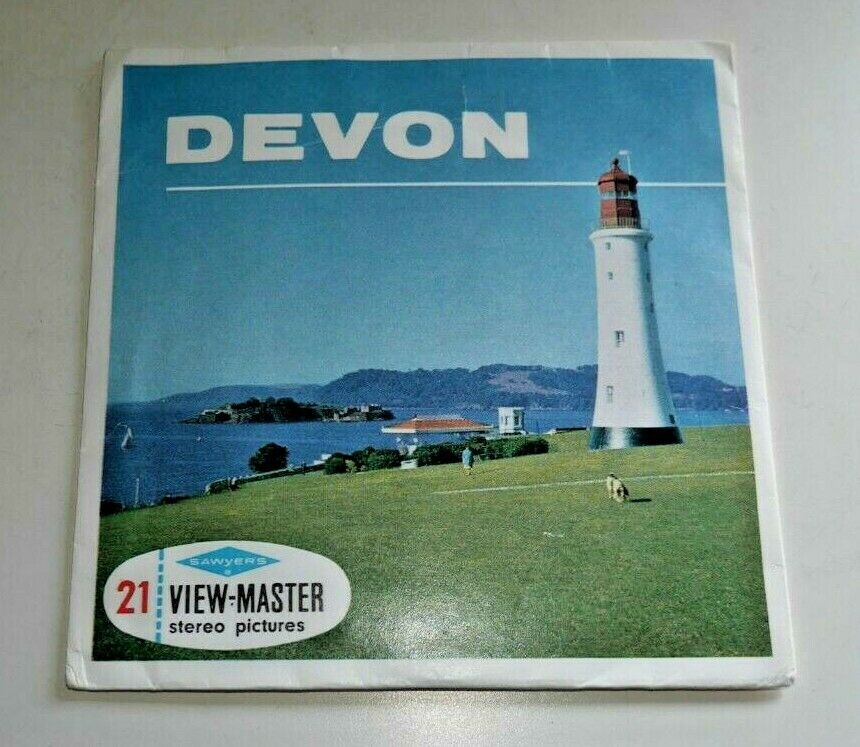 DEVON
SAWYER'S
21 VIEW-MASTER
stereo pictures